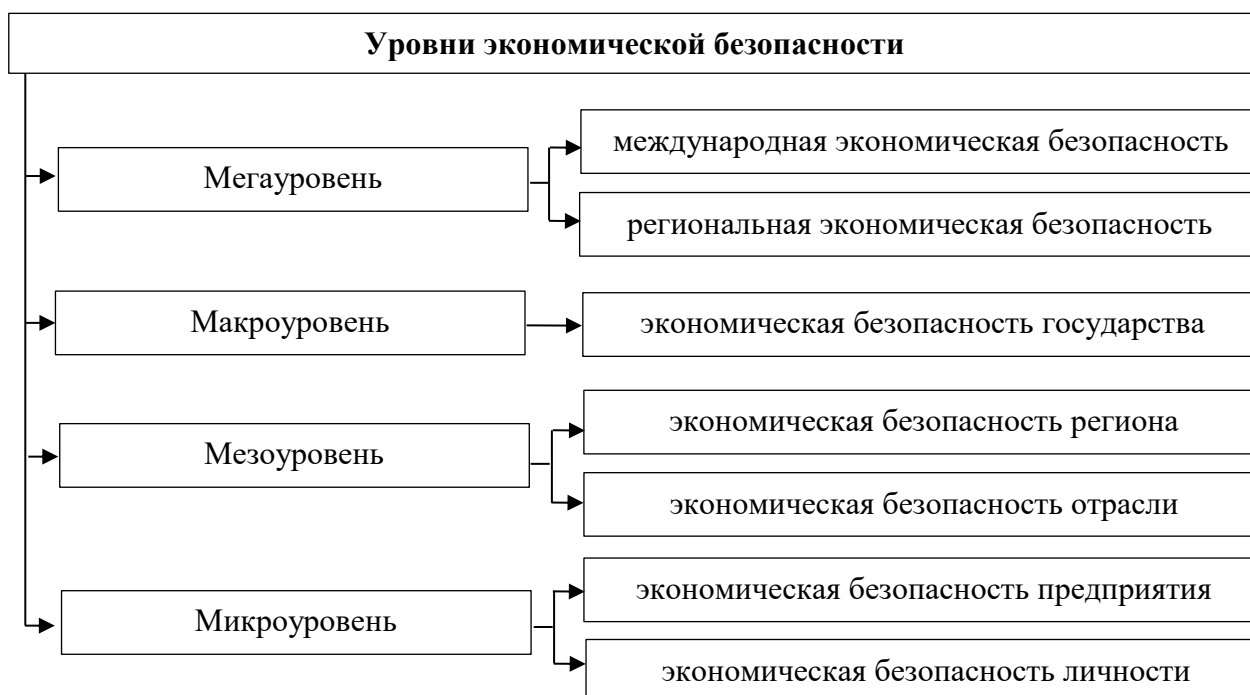 Уровни экономической безопасности
Мегауровень
международная экономическая безопасность
региональная экономическая безопасность
Макроуровень
экономическая безопасность государства
Мезоуровень
экономическая безопасность региона
экономическая безопасность отрасли
Микроуровень
экономическая безопасность предприятия
экономическая безопасность личности